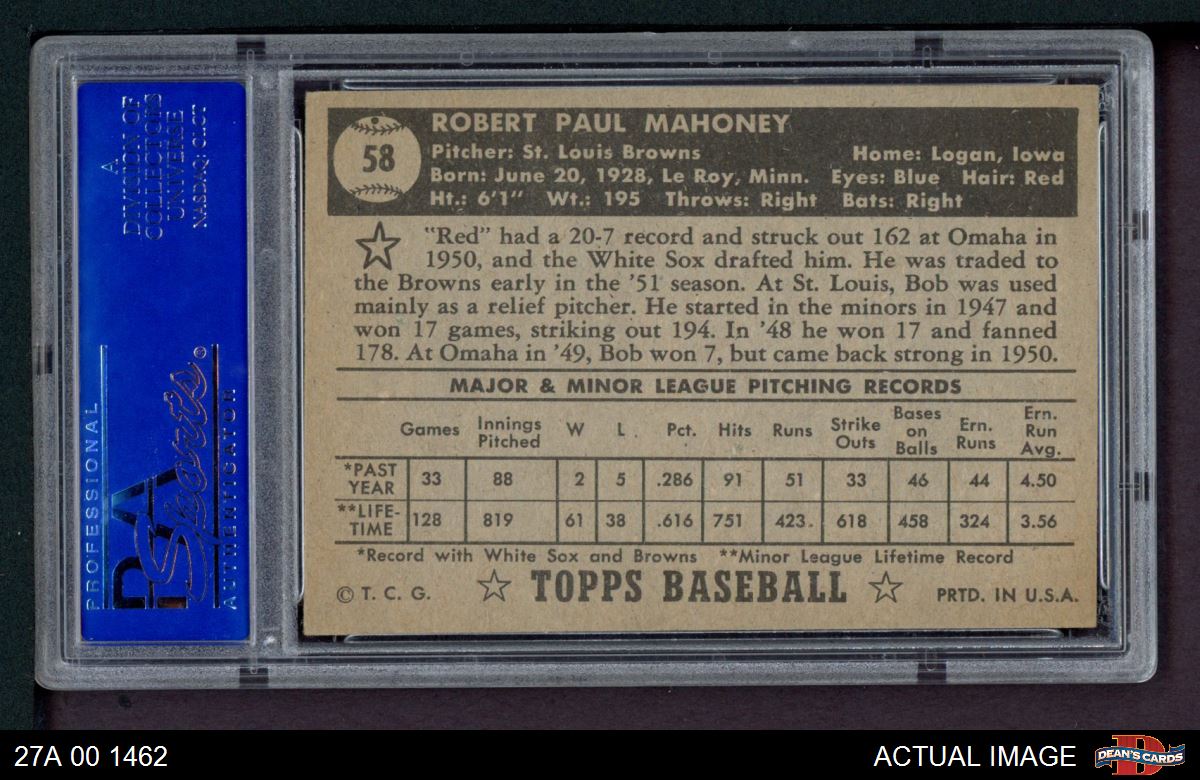 A
DIVISION OF
COLLECTORS
UNIVERSE
NASDAQ: CLCT
PROFESSIONAL
PSA
Sports®
AUTHENTICATOR
58
ROBERT PAUL MAHONEY
Pitcher: St. Louis Browns Home: Logan, Iowa
Born: June 20, 1928, Le Roy, Minn. Eyes: Blue Hair: Red
Ht.: 6'1" Wt.: 195 Throws: Right Bats: Right
"Red" had a 20-7 record and struck out 162 at Omaha in
1950, and the White Sox drafted him. He was traded to
the Browns early in the '51 season. At St. Louis, Bob was used
mainly as a relief pitcher. He started in the minors in 1947 and
won 17 games, striking out 194. In '48 he won 17 and fanned
178. At Omaha in '49, Bob won 7, but came back strong in 1950.
MAJOR & MINOR LEAGUE PITCHING RECORDS
Games Innings Pitched W L Pct. Hits Runs Strike Outs Bases on Balls Ern. Runs Ern. Run Avg.
*PAST YEAR 33 88 2 5 .286 91 51 33 46 44 4.50
**LIFE-TIME 128 819 61 38 .616 751 423 618 458 324 3.56
*Record with White Sox and Browns **Minor League Lifetime Record
© T. C. G. TOPPS BASEBALL PRTD. IN U.S.A.
27A 00 1462 ACTUAL IMAGE DEAN'S CARDS